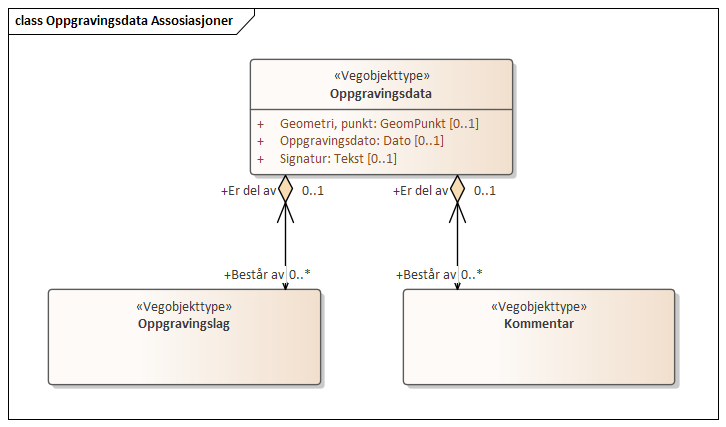 class Oppgravingsdata Assosiasjoner
«Vegobjekttype»
Oppgravingsdata
+ Geometri, punkt: GeomPunkt [0..1]
+ Oppgravingsdato: Dato [0..1]
+ Signatur: Tekst [0..1]
+Er del av 0..1 +Er del av 0..1
+Består av 0..* +Består av 0..*
«Vegobjekttype»
Oppgravingslag
«Vegobjekttype»
Kommentar